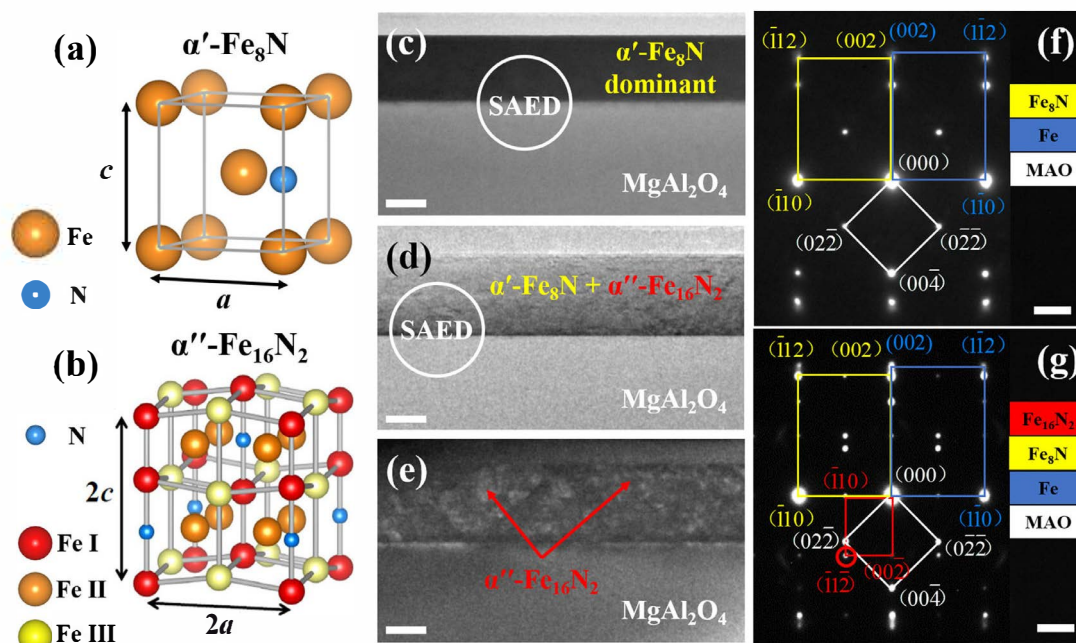 (a)
α′-Fe₈N
c
a
Fe
N
(b)
α′′-Fe₁₆N₂
N
2c
2a
Fe I
Fe II
Fe III
(c)
α′-Fe₈N
dominant
SAED
MgAl₂O₄
(d)
α′-Fe₈N + α′′-Fe₁₆N₂
SAED
MgAl₂O₄
(e)
α′′-Fe₁₆N₂
MgAl₂O₄
(f)
(1̄12) (002) (002) (11̄2)
(000)
(1̄10) (11̄0)
(022̄) (02̄2̄)
(004̄)
Fe₈N
Fe
MAO
(g)
(1̄12) (002) (002) (11̄2)
(1̄10) (000)
(1̄10) (11̄0)
(022̄) (02̄2̄)
(1̄12̄) (002̄)
(004̄)
Fe₁₆N₂
Fe₈N
Fe
MAO